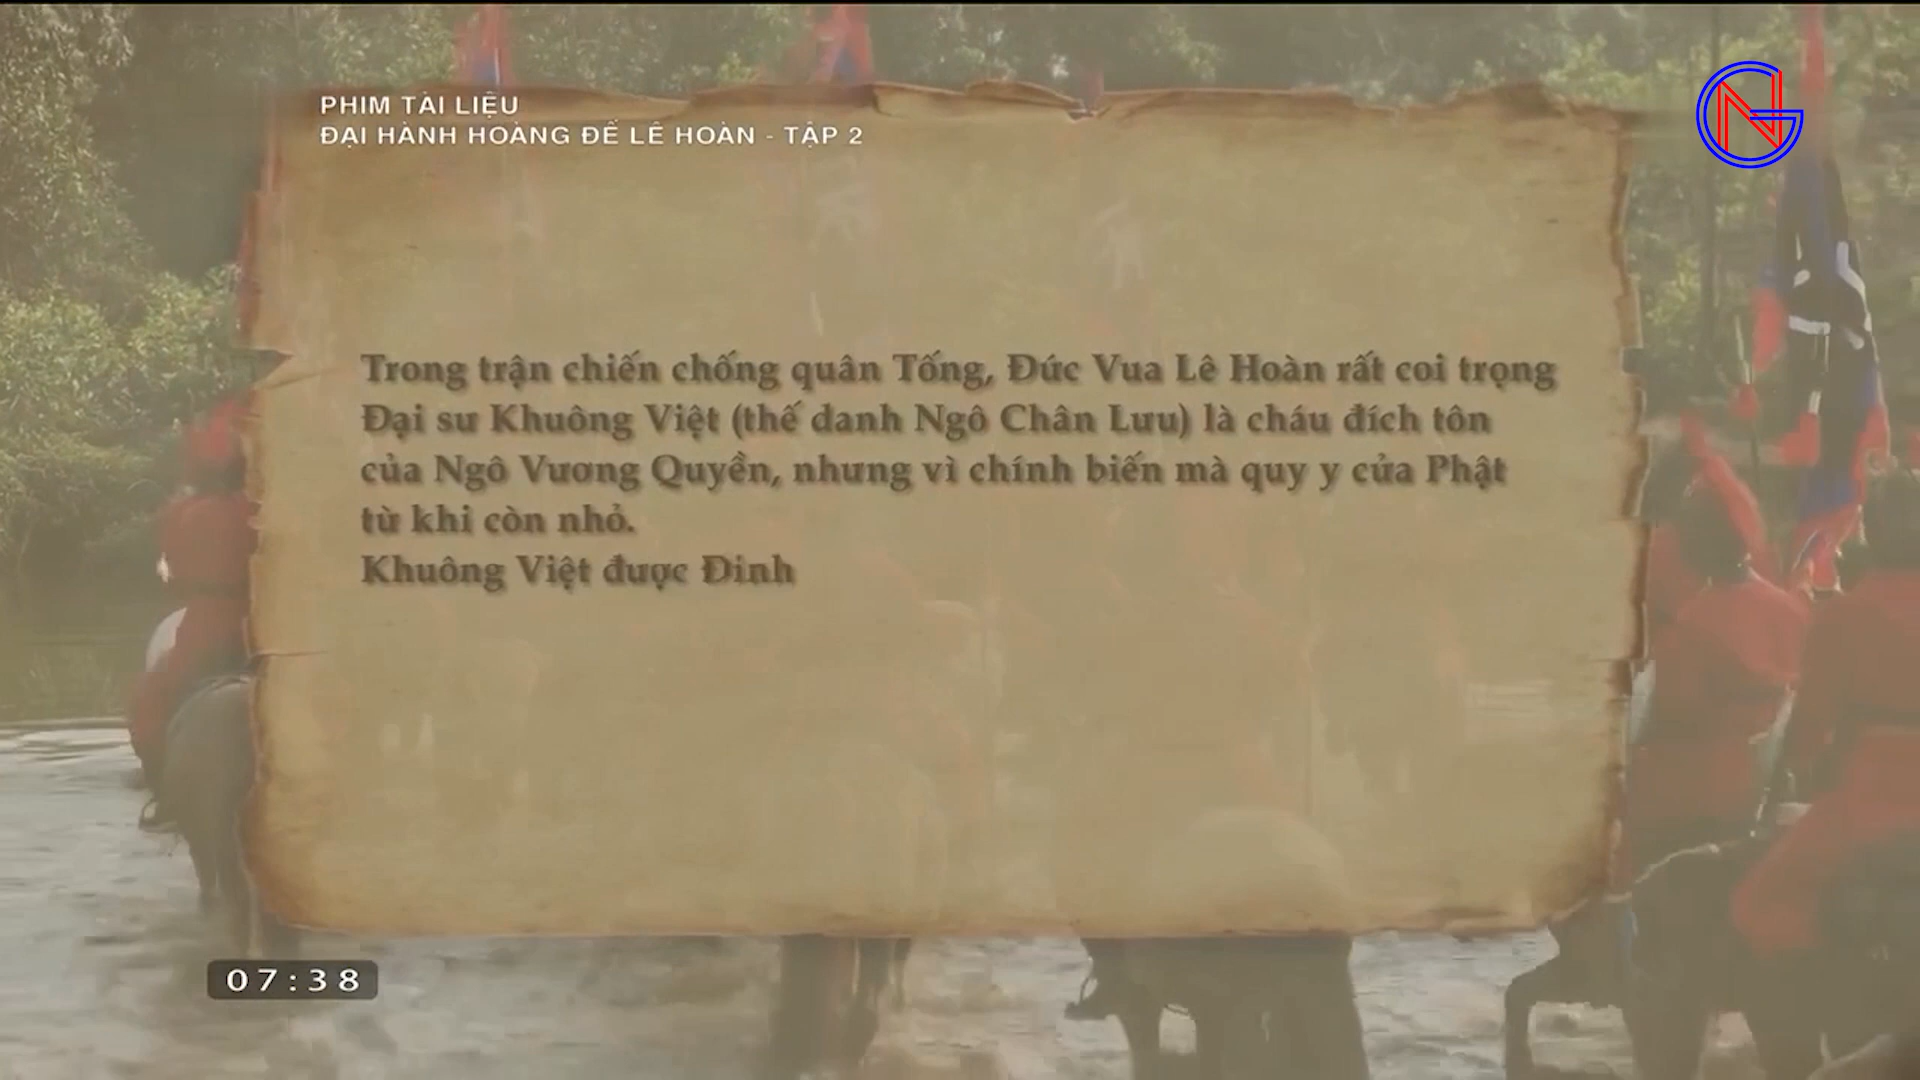 PHIM TÀI LIỆU
ĐẠI HÀNH HOÀNG ĐẾ LÊ HOÀN - TẬP 2
NG
Trong trận chiến chống quân Tống, Đức Vua Lê Hoàn rất coi trọng
Đại sư Khuông Việt (thế danh Ngô Chân Lưu) là cháu đích tôn
của Ngô Vương Quyền, nhưng vì chính biến mà quy y cửa Phật
từ khi còn nhỏ.
Khuông Việt được Đinh
07:38